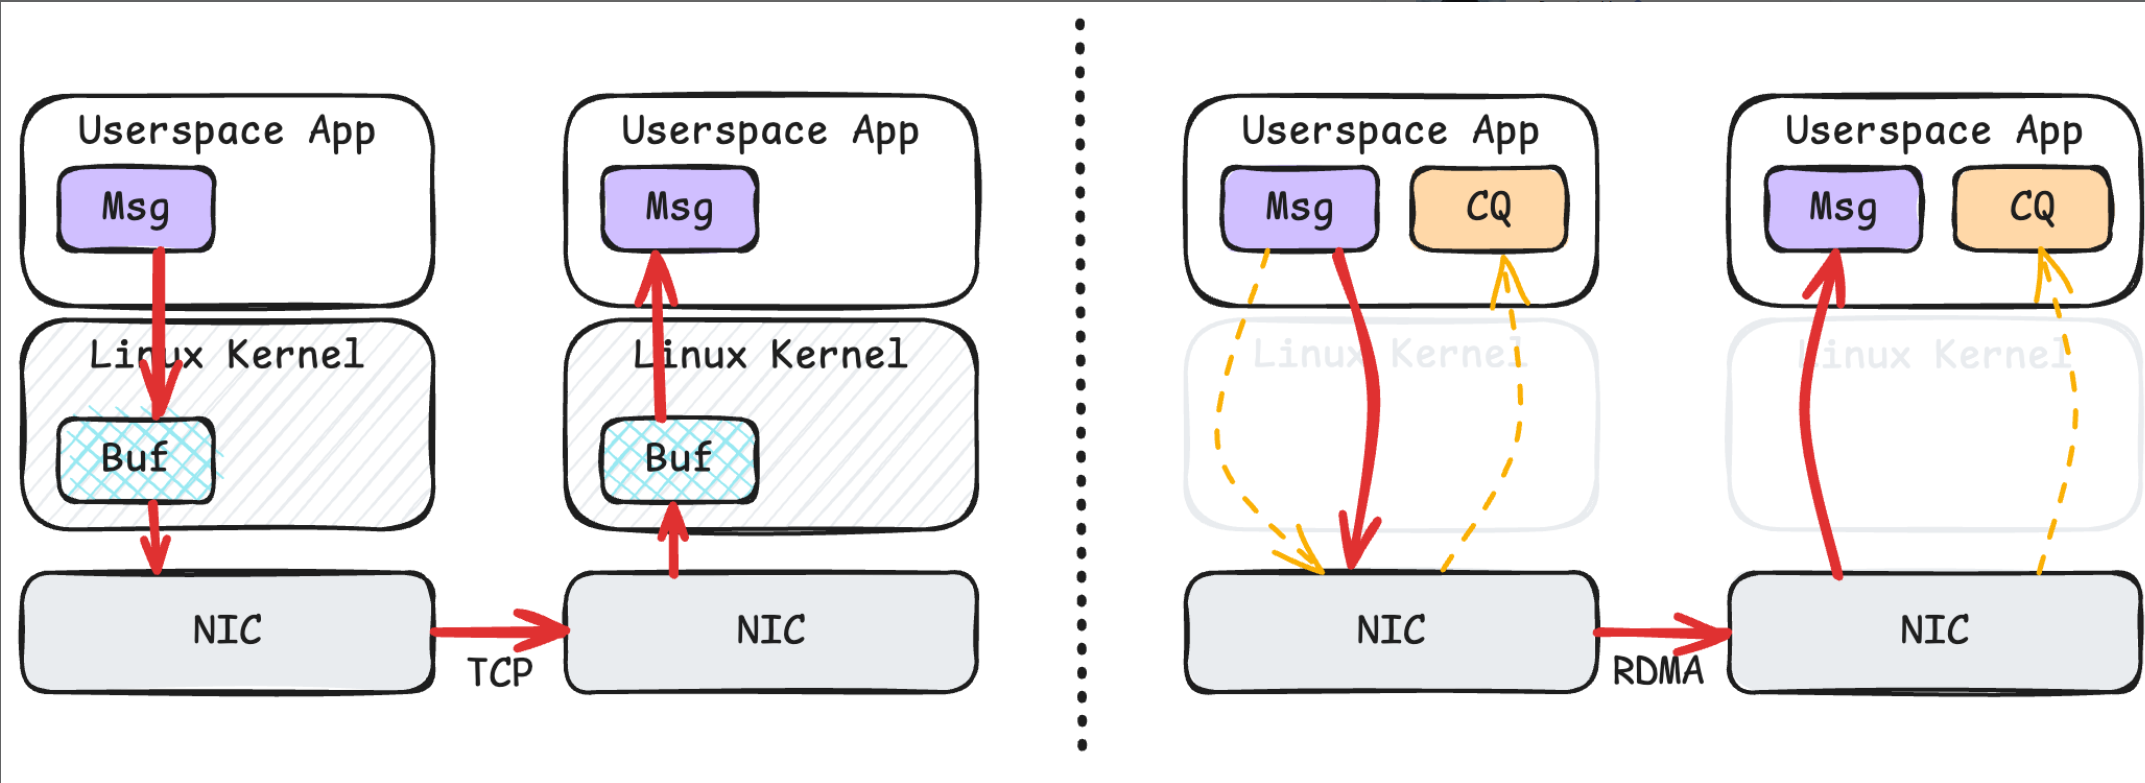 Userspace App
Msg
Linux Kernel
Buf
NIC
TCP
Userspace App
Msg
Linux Kernel
Buf
NIC
Userspace App
Msg
CQ
Linux Kernel
NIC
RDMA
Userspace App
Msg
CQ
Linux Kernel
NIC